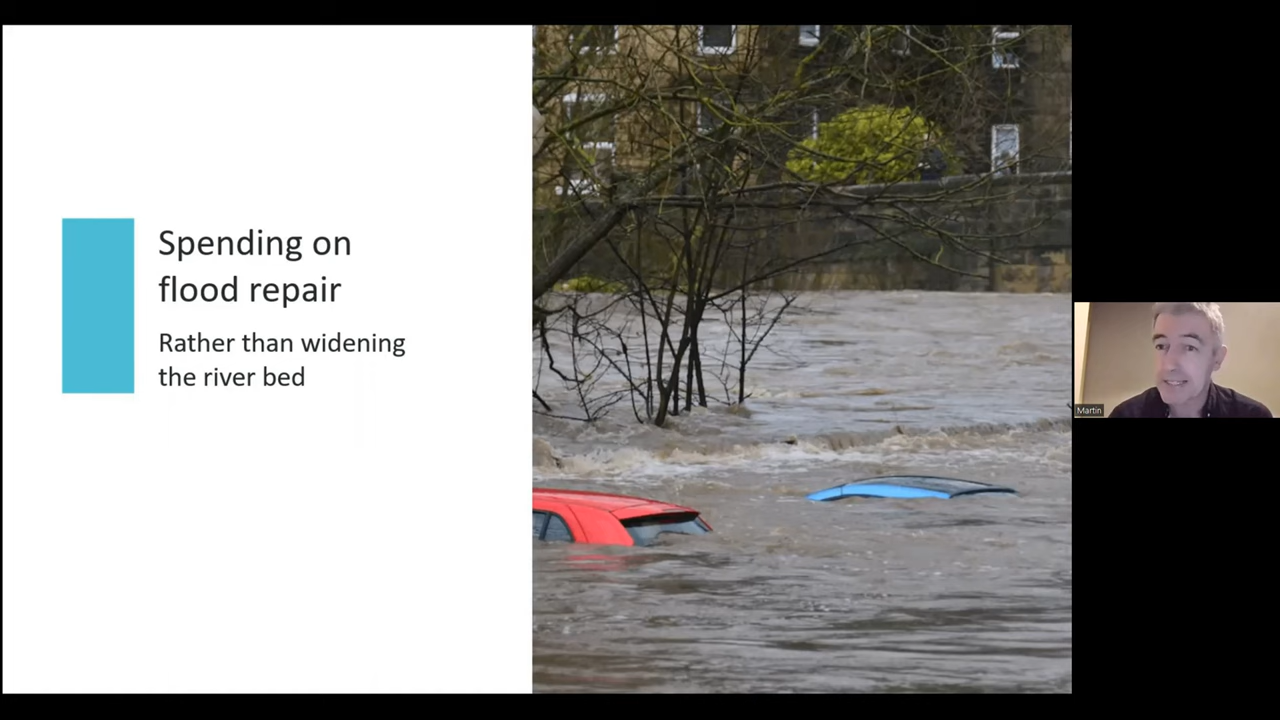 Spending on
flood repair
Rather than widening
the river bed
Martin